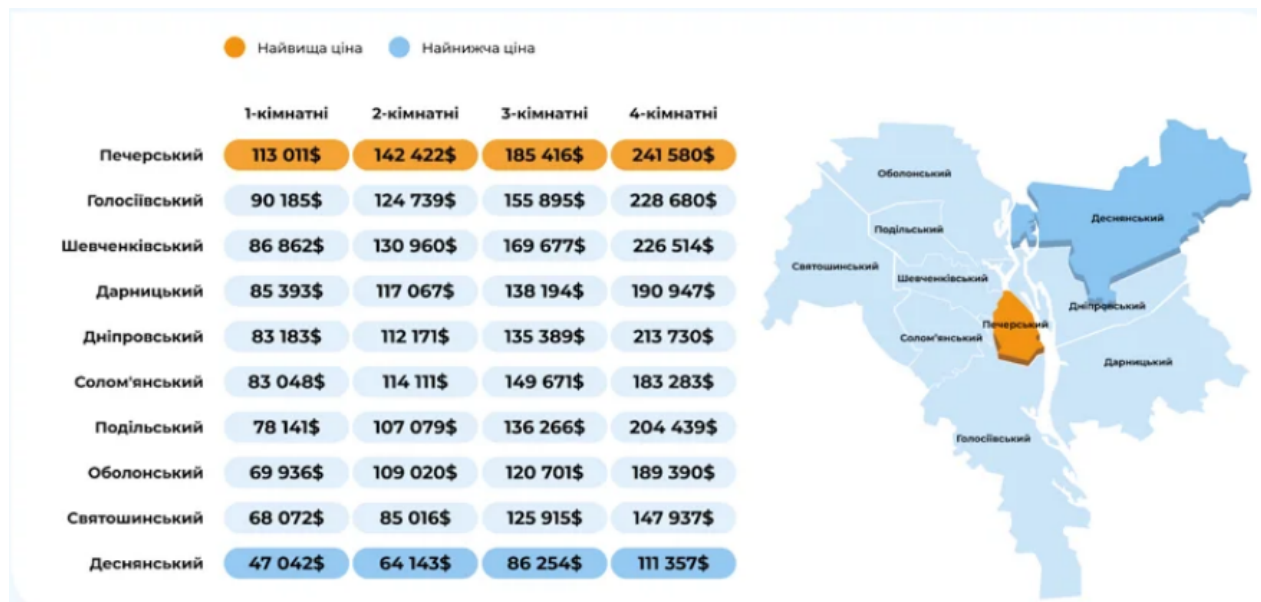 Найвища ціна Найнижча ціна
1-кімнатні 2-кімнатні 3-кімнатні 4-кімнатні
Печерський 113 011$ 142 422$ 185 416$ 241 580$
Голосіївський 90 185$ 124 739$ 155 895$ 228 680$
Шевченківський 86 862$ 130 960$ 169 677$ 226 514$
Дарницький 85 393$ 117 067$ 138 194$ 190 947$
Дніпровський 83 183$ 112 171$ 135 389$ 213 730$
Солом'янський 83 048$ 114 111$ 149 671$ 183 283$
Подільський 78 141$ 107 079$ 136 266$ 204 439$
Оболонський 69 936$ 109 020$ 120 701$ 189 390$
Святошинський 68 072$ 85 016$ 125 915$ 147 937$
Деснянський 47 042$ 64 143$ 86 254$ 111 357$
Оболонський
Деснянський
Подільський
Святошинський
Шевченківський
Дніпровський
Печерський
Солом'янський
Дарницький
Голосіївський